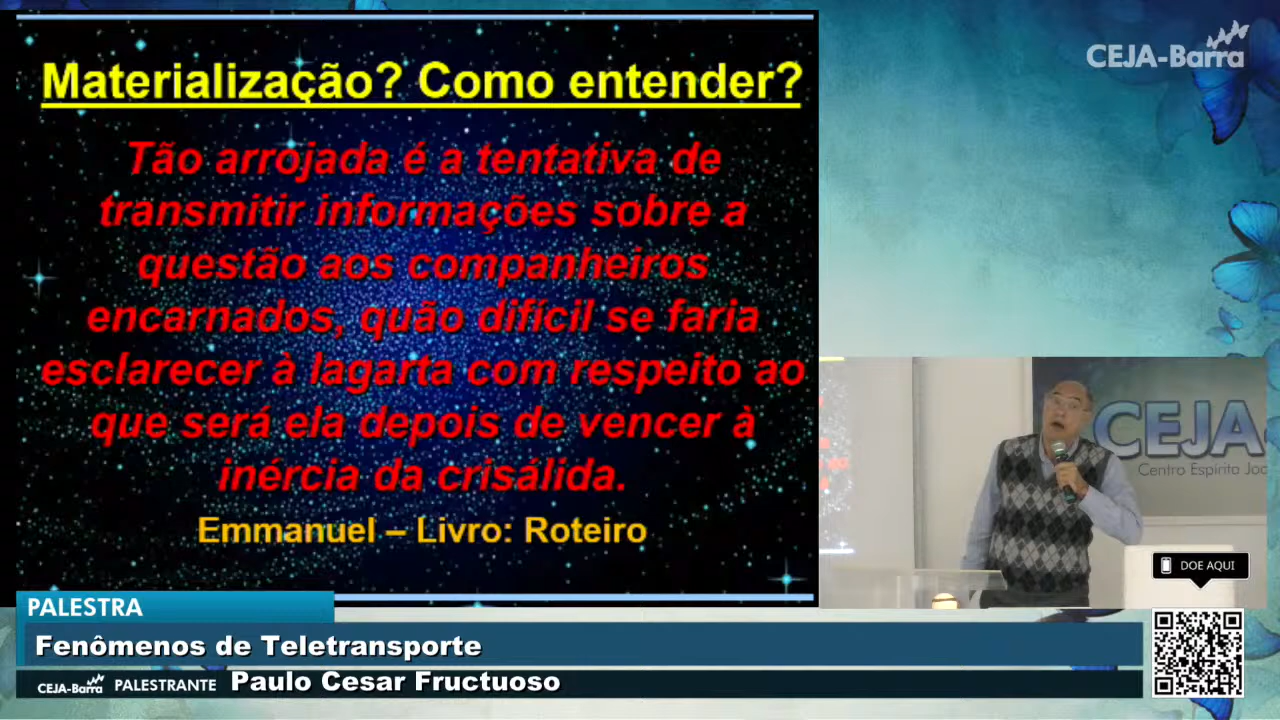 Materialização? Como entender?
Tão arrojada é a tentativa de
transmitir informações sobre a
questão aos companheiros
encarnados, quão difícil se faria
esclarecer à lagarta com respeito ao
que será ela depois de vencer à
inércia da crisálida.
Emmanuel – Livro: Roteiro
CEJA-Barra
CEJA
Centro Espírita Joa
DOE AQUI
PALESTRA
Fenômenos de Teletransporte
CEJA-Barra PALESTRANTE Paulo Cesar Fructuoso